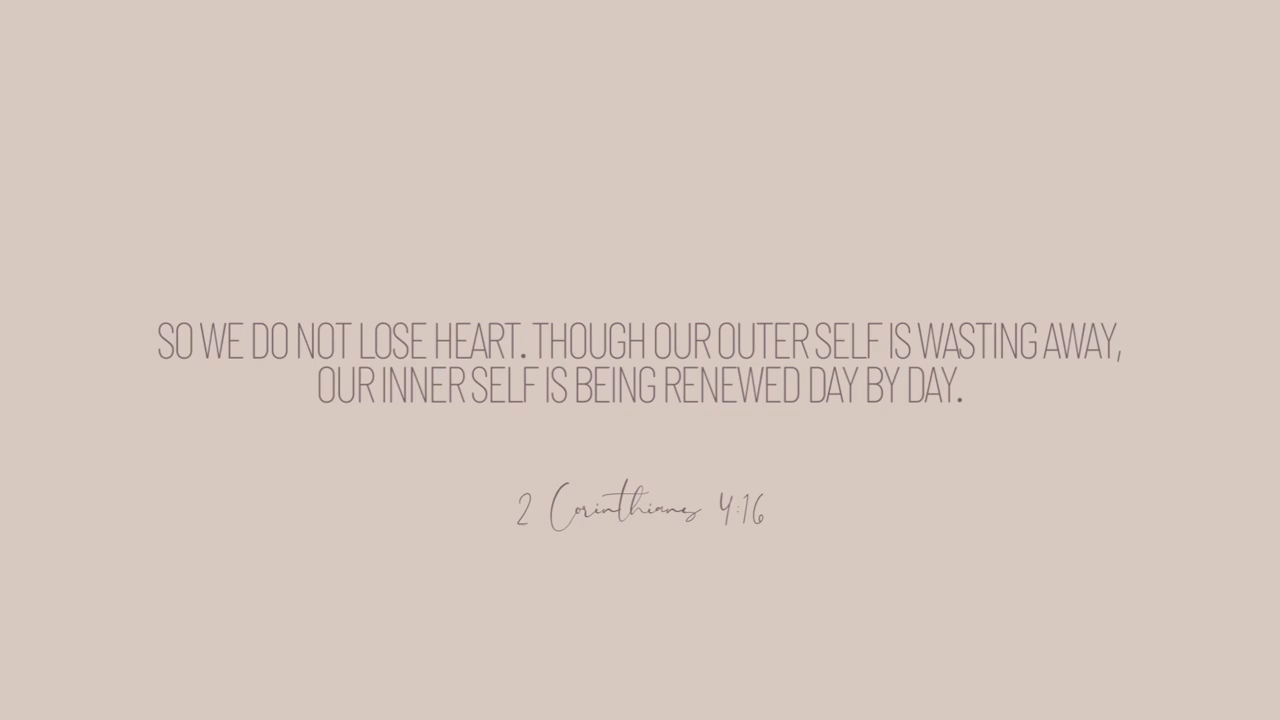 SO WE DO NOT LOSE HEART. THOUGH OUR OUTER SELF IS WASTING AWAY,
OUR INNER SELF IS BEING RENEWED DAY BY DAY.
2 Corinthians 4:16